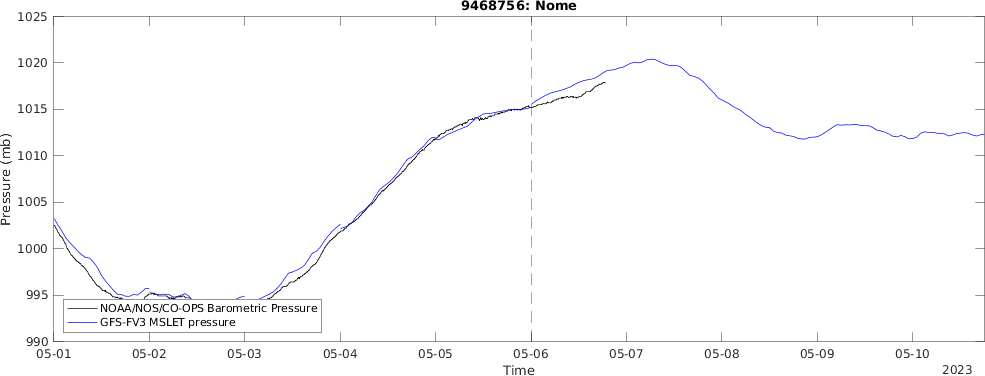 9468756: Nome
1025
1020
1015
1010
1005
1000
995
990
Pressure (mb)
NOAA/NOS/CO-OPS Barometric Pressure
GFS-FV3 MSLET pressure
05-01 05-02 05-03 05-04 05-05 05-06 05-07 05-08 05-09 05-10
Time
2023